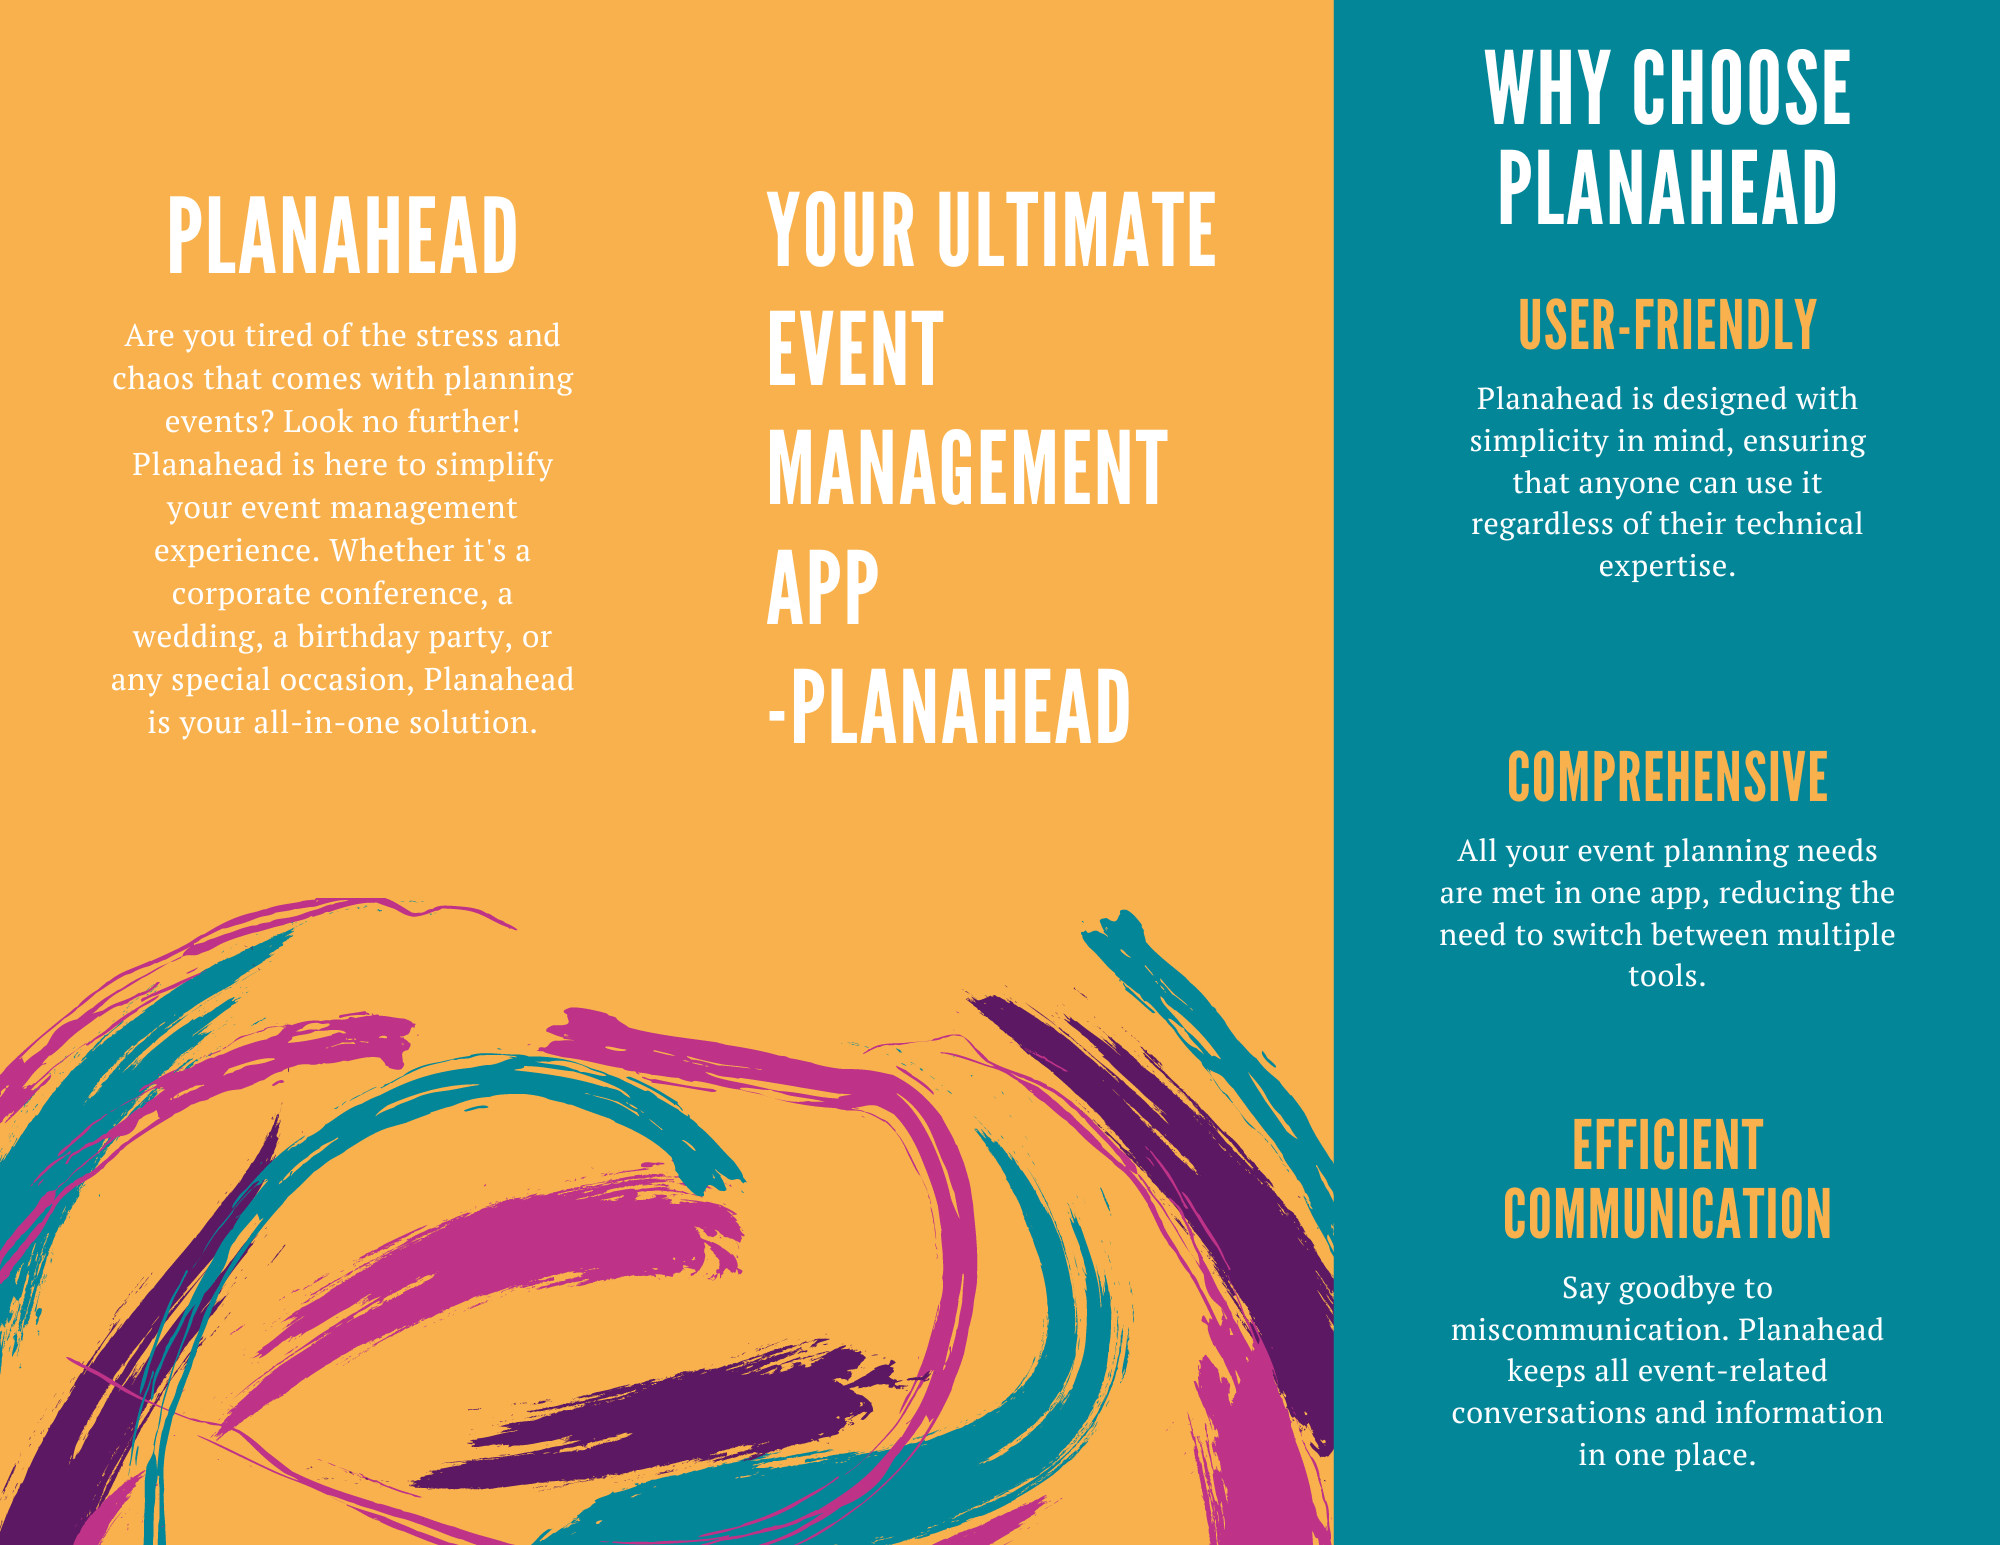 PLANAHEAD
Are you tired of the stress and
chaos that comes with planning
events? Look no further!
Planahead is here to simplify
your event management
experience. Whether it's a
corporate conference, a
wedding, a birthday party, or
any special occasion, Planahead
is your all-in-one solution.
YOUR ULTIMATE
EVENT
MANAGEMENT
APP
-PLANAHEAD
WHY CHOOSE
PLANAHEAD
USER-FRIENDLY
Planahead is designed with
simplicity in mind, ensuring
that anyone can use it
regardless of their technical
expertise.
COMPREHENSIVE
All your event planning needs
are met in one app, reducing the
need to switch between multiple
tools.
EFFICIENT
COMMUNICATION
Say goodbye to
miscommunication. Planahead
keeps all event-related
conversations and information
in one place.